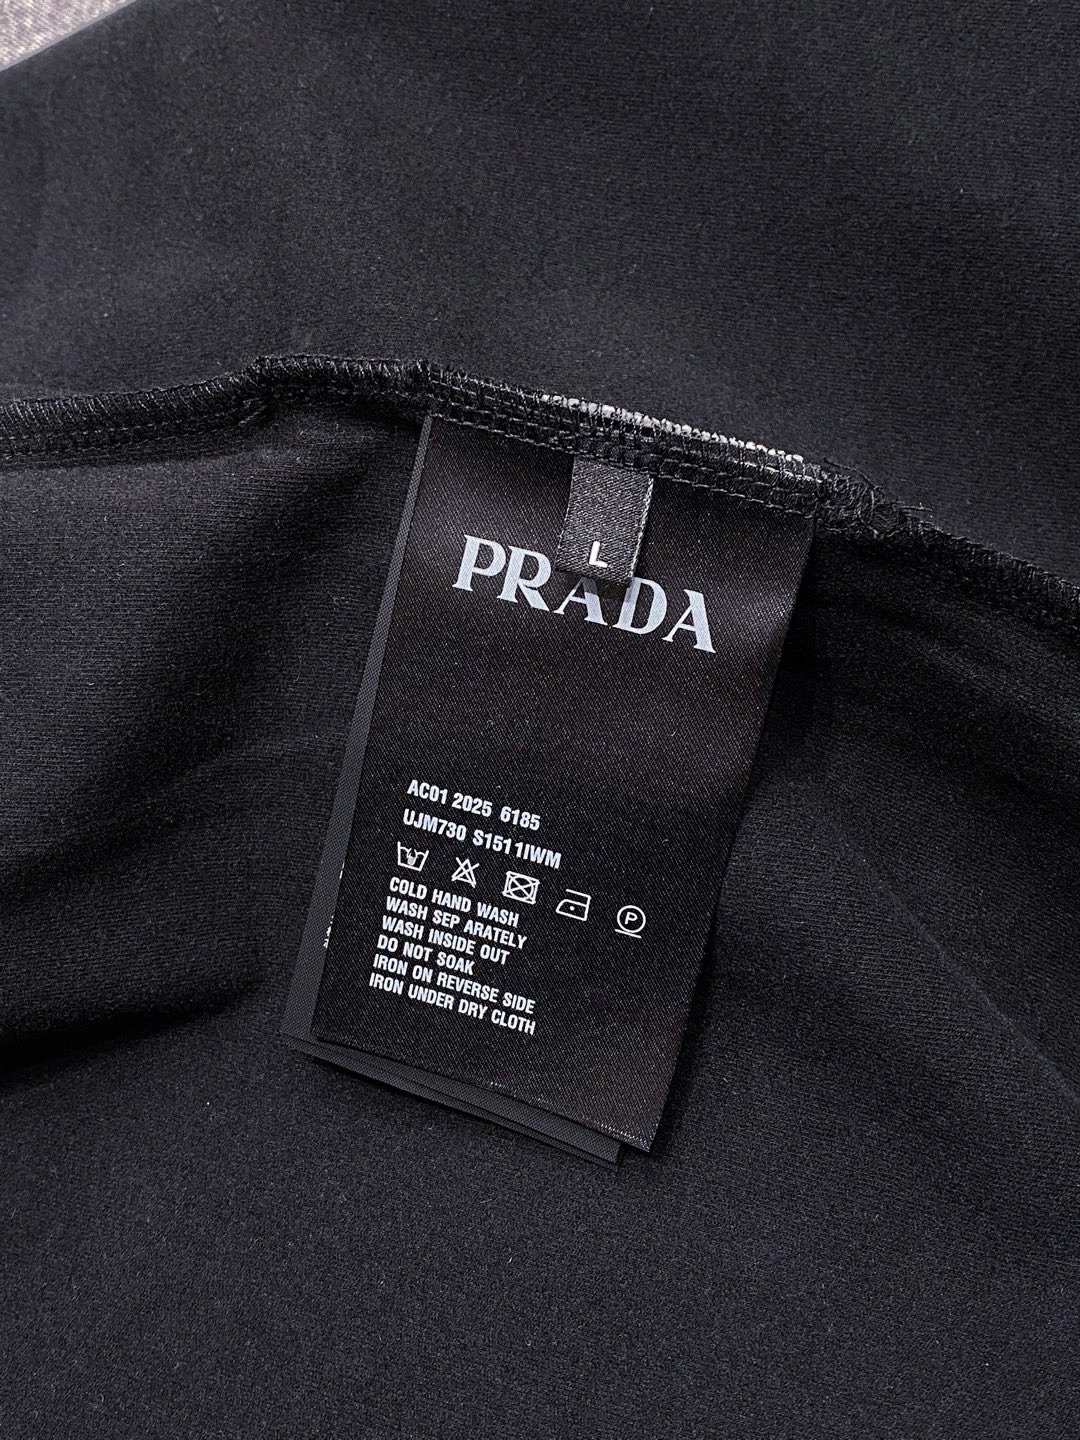 L
PRADA
AC01 2025 6185
UJM730 S1511IWM
P
COLD HAND WASH
WASH SEP ARATELY
WASH INSIDE OUT
DO NOT SOAK
IRON ON REVERSE SIDE
IRON UNDER DRY CLOTH